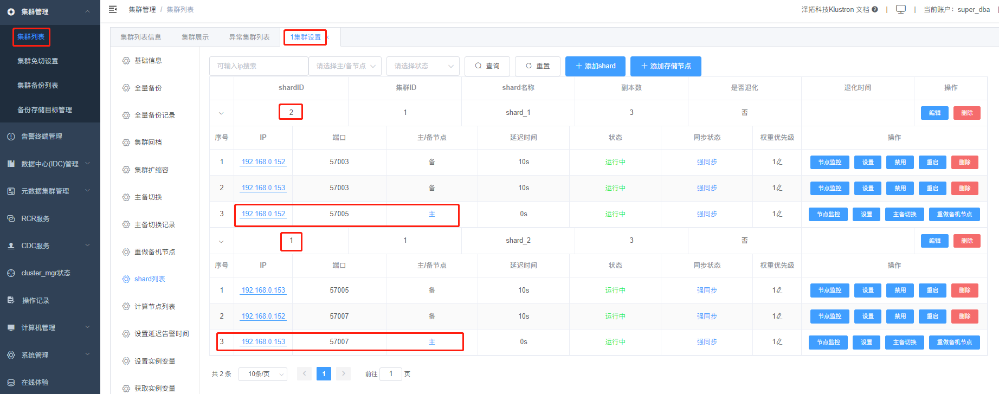 集群管理
集群列表
集群免切设置
集群备份列表
备份存储目标管理
告警终端管理
数据中心(IDC)管理
元数据集群管理
RCR服务
CDC服务
cluster_mgr状态
操作记录
计算机管理
系统管理
在线体验
集群管理 / 集群列表
泽拓科技Klustron 文档 | | 当前账户：super_dba
集群列表信息 集群展示 异常集群列表 1集群设置
基础信息
全量备份
全量备份记录
集群回档
集群扩缩容
主备切换
主备切换记录
重做备机节点
shard列表
计算节点列表
设置延迟告警时间
设置实例变量
获取实例变量
可输入ip搜索 请选择主/备节点 请选择状态 查询 重置 添加shard 添加存储节点
shardID 集群ID shard名称 副本数 是否退化 退化时间 操作
2 1 shard_1 3 否 编辑 删除
序号 IP 端口 主/备节点 延迟时间 状态 同步状态 权重优先级 操作
1 192.168.0.152 57003 备 10s 运行中 强同步 1 节点监控 设置 禁用 重启 删除
2 192.168.0.153 57003 备 10s 运行中 强同步 1 节点监控 设置 禁用 重启 删除
3 192.168.0.152 57005 主 0s 运行中 强同步 1 节点监控 设置 主备切换 重做备机节点
1 1 shard_2 3 否 编辑 删除
序号 IP 端口 主/备节点 延迟时间 状态 同步状态 权重优先级 操作
1 192.168.0.153 57005 备 10s 运行中 强同步 1 节点监控 设置 禁用 重启 删除
2 192.168.0.152 57007 备 10s 运行中 强同步 1 节点监控 设置 禁用 重启 删除
3 192.168.0.153 57007 主 0s 运行中 强同步 1 节点监控 设置 主备切换 重做备机节点
共 2 条 10条/页 1 前往 1 页